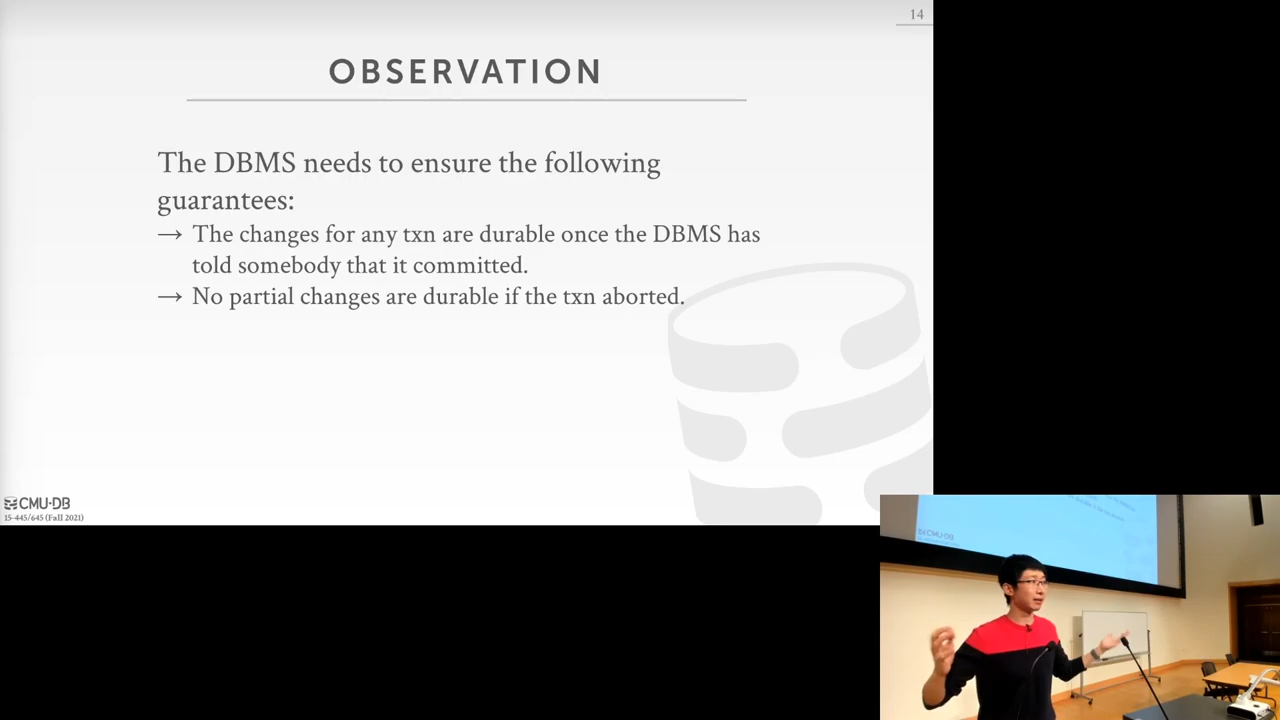 14
OBSERVATION
The DBMS needs to ensure the following
guarantees:
→ The changes for any txn are durable once the DBMS has
told somebody that it committed.
→ No partial changes are durable if the txn aborted.
CMU·DB
15-445/645 (Fall 2021)
CMU·DB